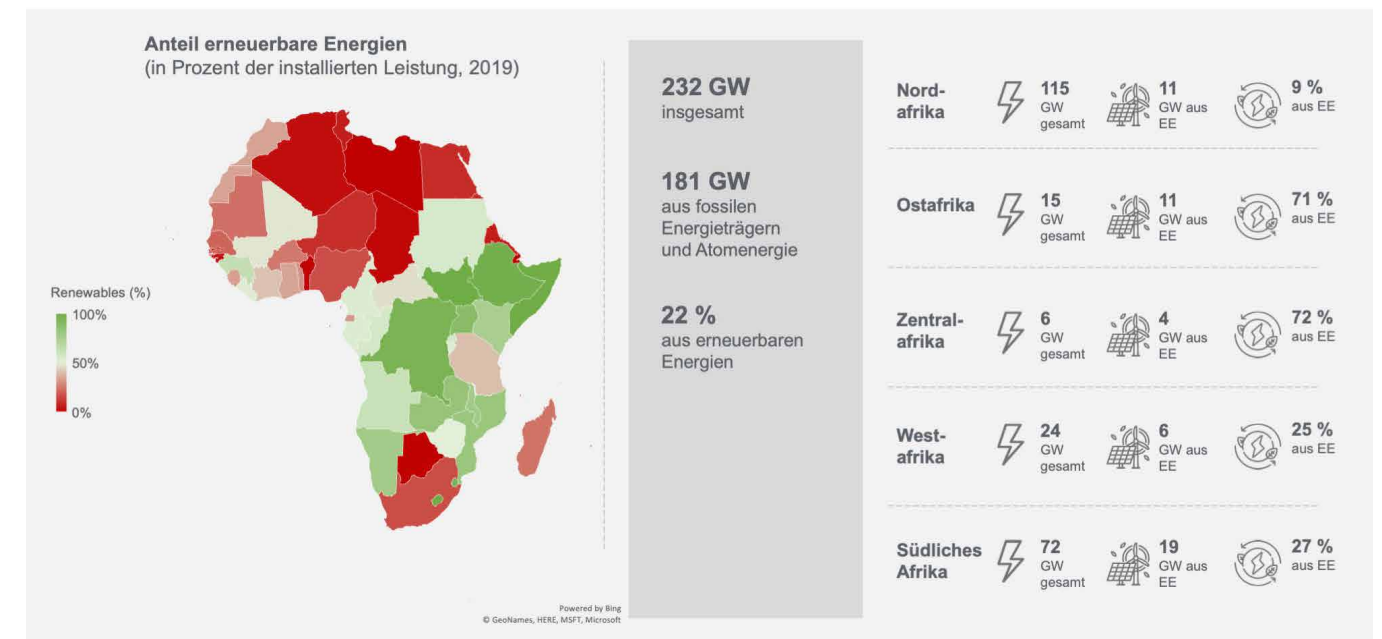 Anteil erneuerbare Energien
(in Prozent der installierten Leistung, 2019)
Renewables (%)
100%
50%
0%
Powered by Bing
© GeoNames, HERE, MSFT, Microsoft
232 GW
insgesamt
181 GW
aus fossilen
Energieträgern
und Atomenergie
22 %
aus erneuerbaren
Energien
Nord-
afrika
115
GW
gesamt
11
GW aus
EE
9 %
aus EE
Ostafrika
15
GW
gesamt
11
GW aus
EE
71 %
aus EE
Zentral-
afrika
6
GW
gesamt
4
GW aus
EE
72 %
aus EE
West-
afrika
24
GW
gesamt
6
GW aus
EE
25 %
aus EE
Südliches
Afrika
72
GW
gesamt
19
GW aus
EE
27 %
aus EE